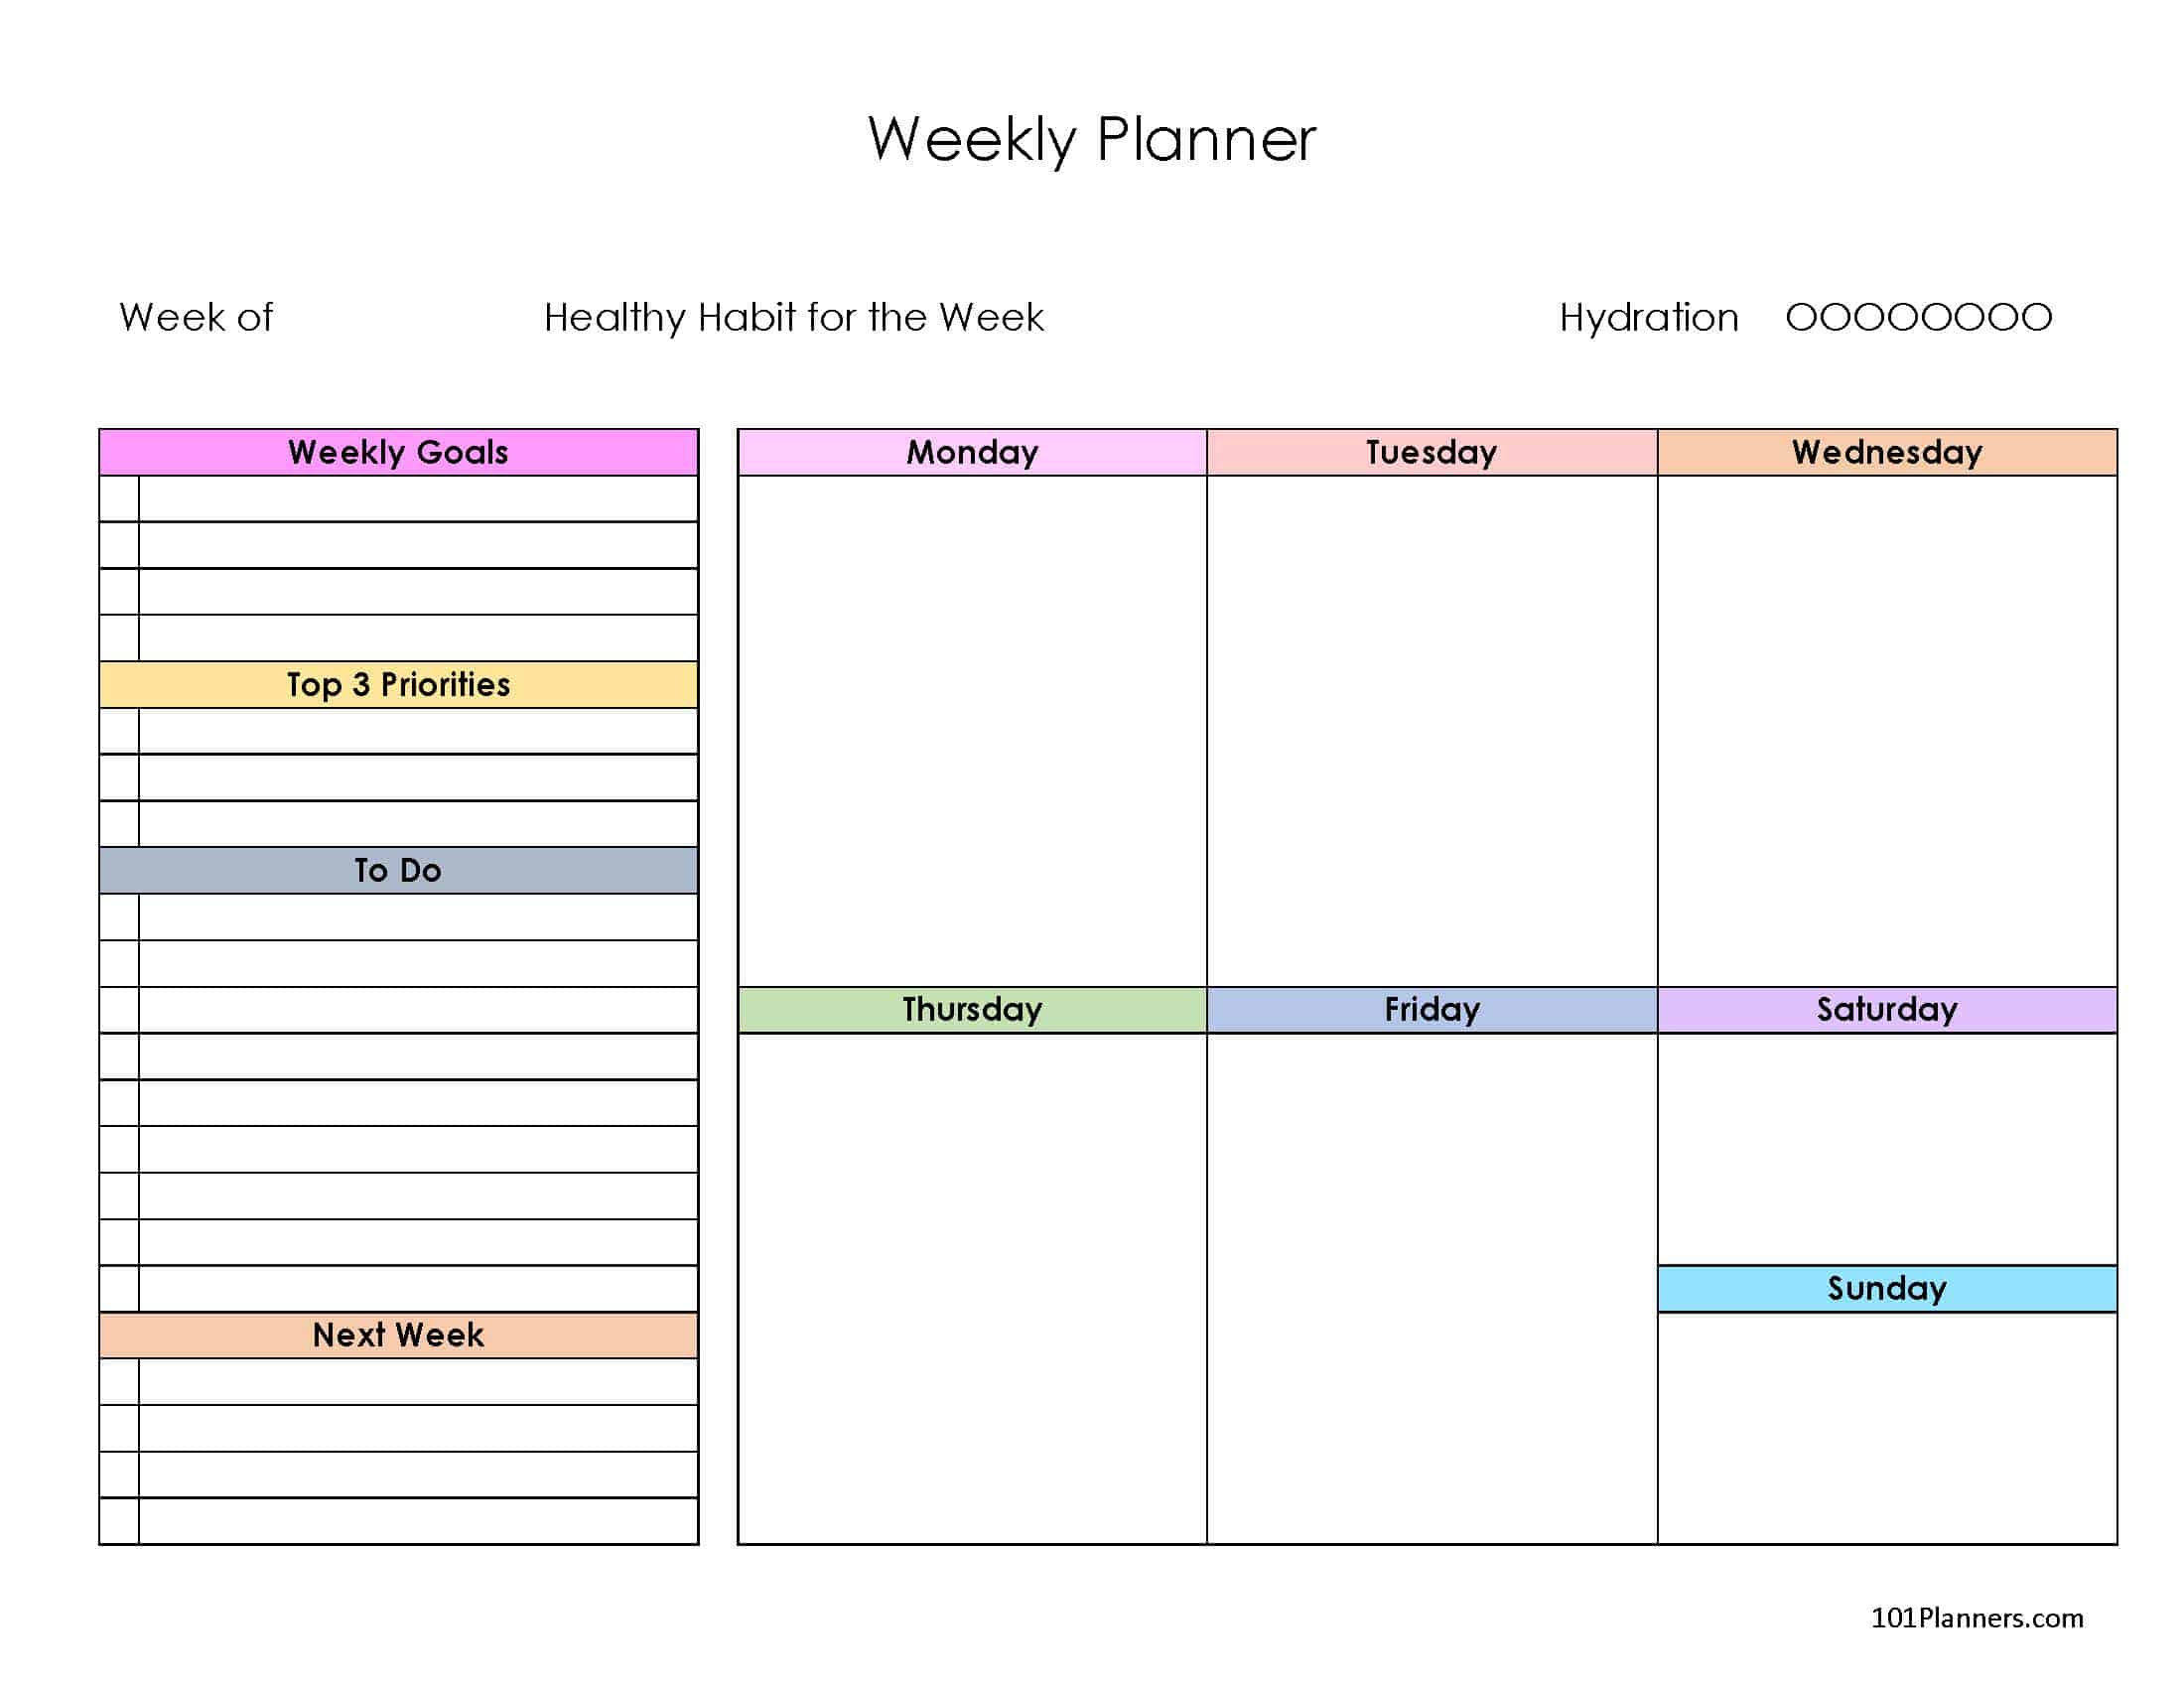 Weekly Planner
Week of
Healthy Habit for the Week
Hydration
Weekly Goals
Top 3 Priorities
To Do
Next Week
Monday
Tuesday
Wednesday
Thursday
Friday
Saturday
Sunday
101Planners.com